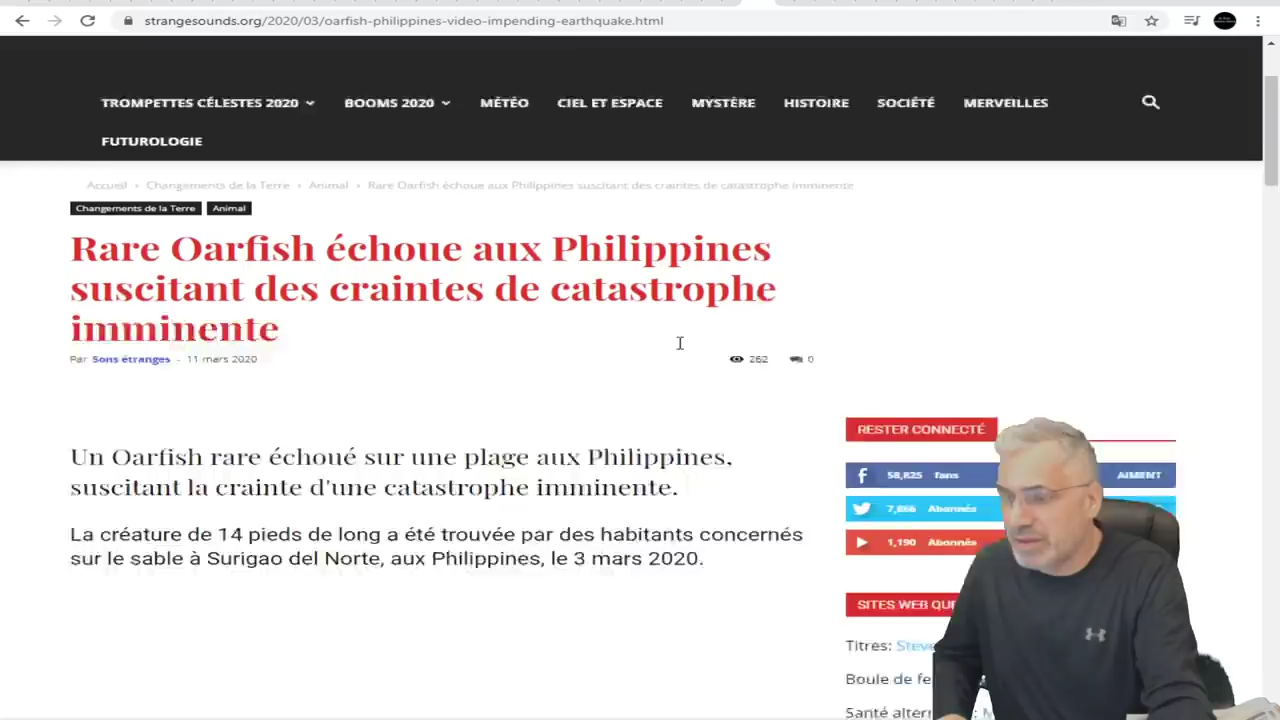 strangesounds.org/2020/03/oarfish-philippines-video-impending-earthquake.html
TROMPETTES CÉLESTES 2020
BOOMS 2020
MÉTÉO
CIEL ET ESPACE
MYSTÈRE
HISTOIRE
SOCIÉTÉ
MERVEILLES
FUTUROLOGIE
Accueil › Changements de la Terre › Animal › Rare Oarfish échoue aux Philippines suscitant des craintes de catastrophe imminente
Changements de la Terre
Animal
Rare Oarfish échoue aux Philippines
suscitant des craintes de catastrophe
imminente
Par Sons étranges - 11 mars 2020
262
0
Un Oarfish rare échoué sur une plage aux Philippines,
suscitant la crainte d'une catastrophe imminente.
La créature de 14 pieds de long a été trouvée par des habitants concernés
sur le sable à Surigao del Norte, aux Philippines, le 3 mars 2020.
RESTER CONNECTÉ
58,825 fans
AIMENT
7,866 Abonnés
1,190 Abonnés
SITES WEB QUE
Titres: Steve
Boule de fe
Santé altern